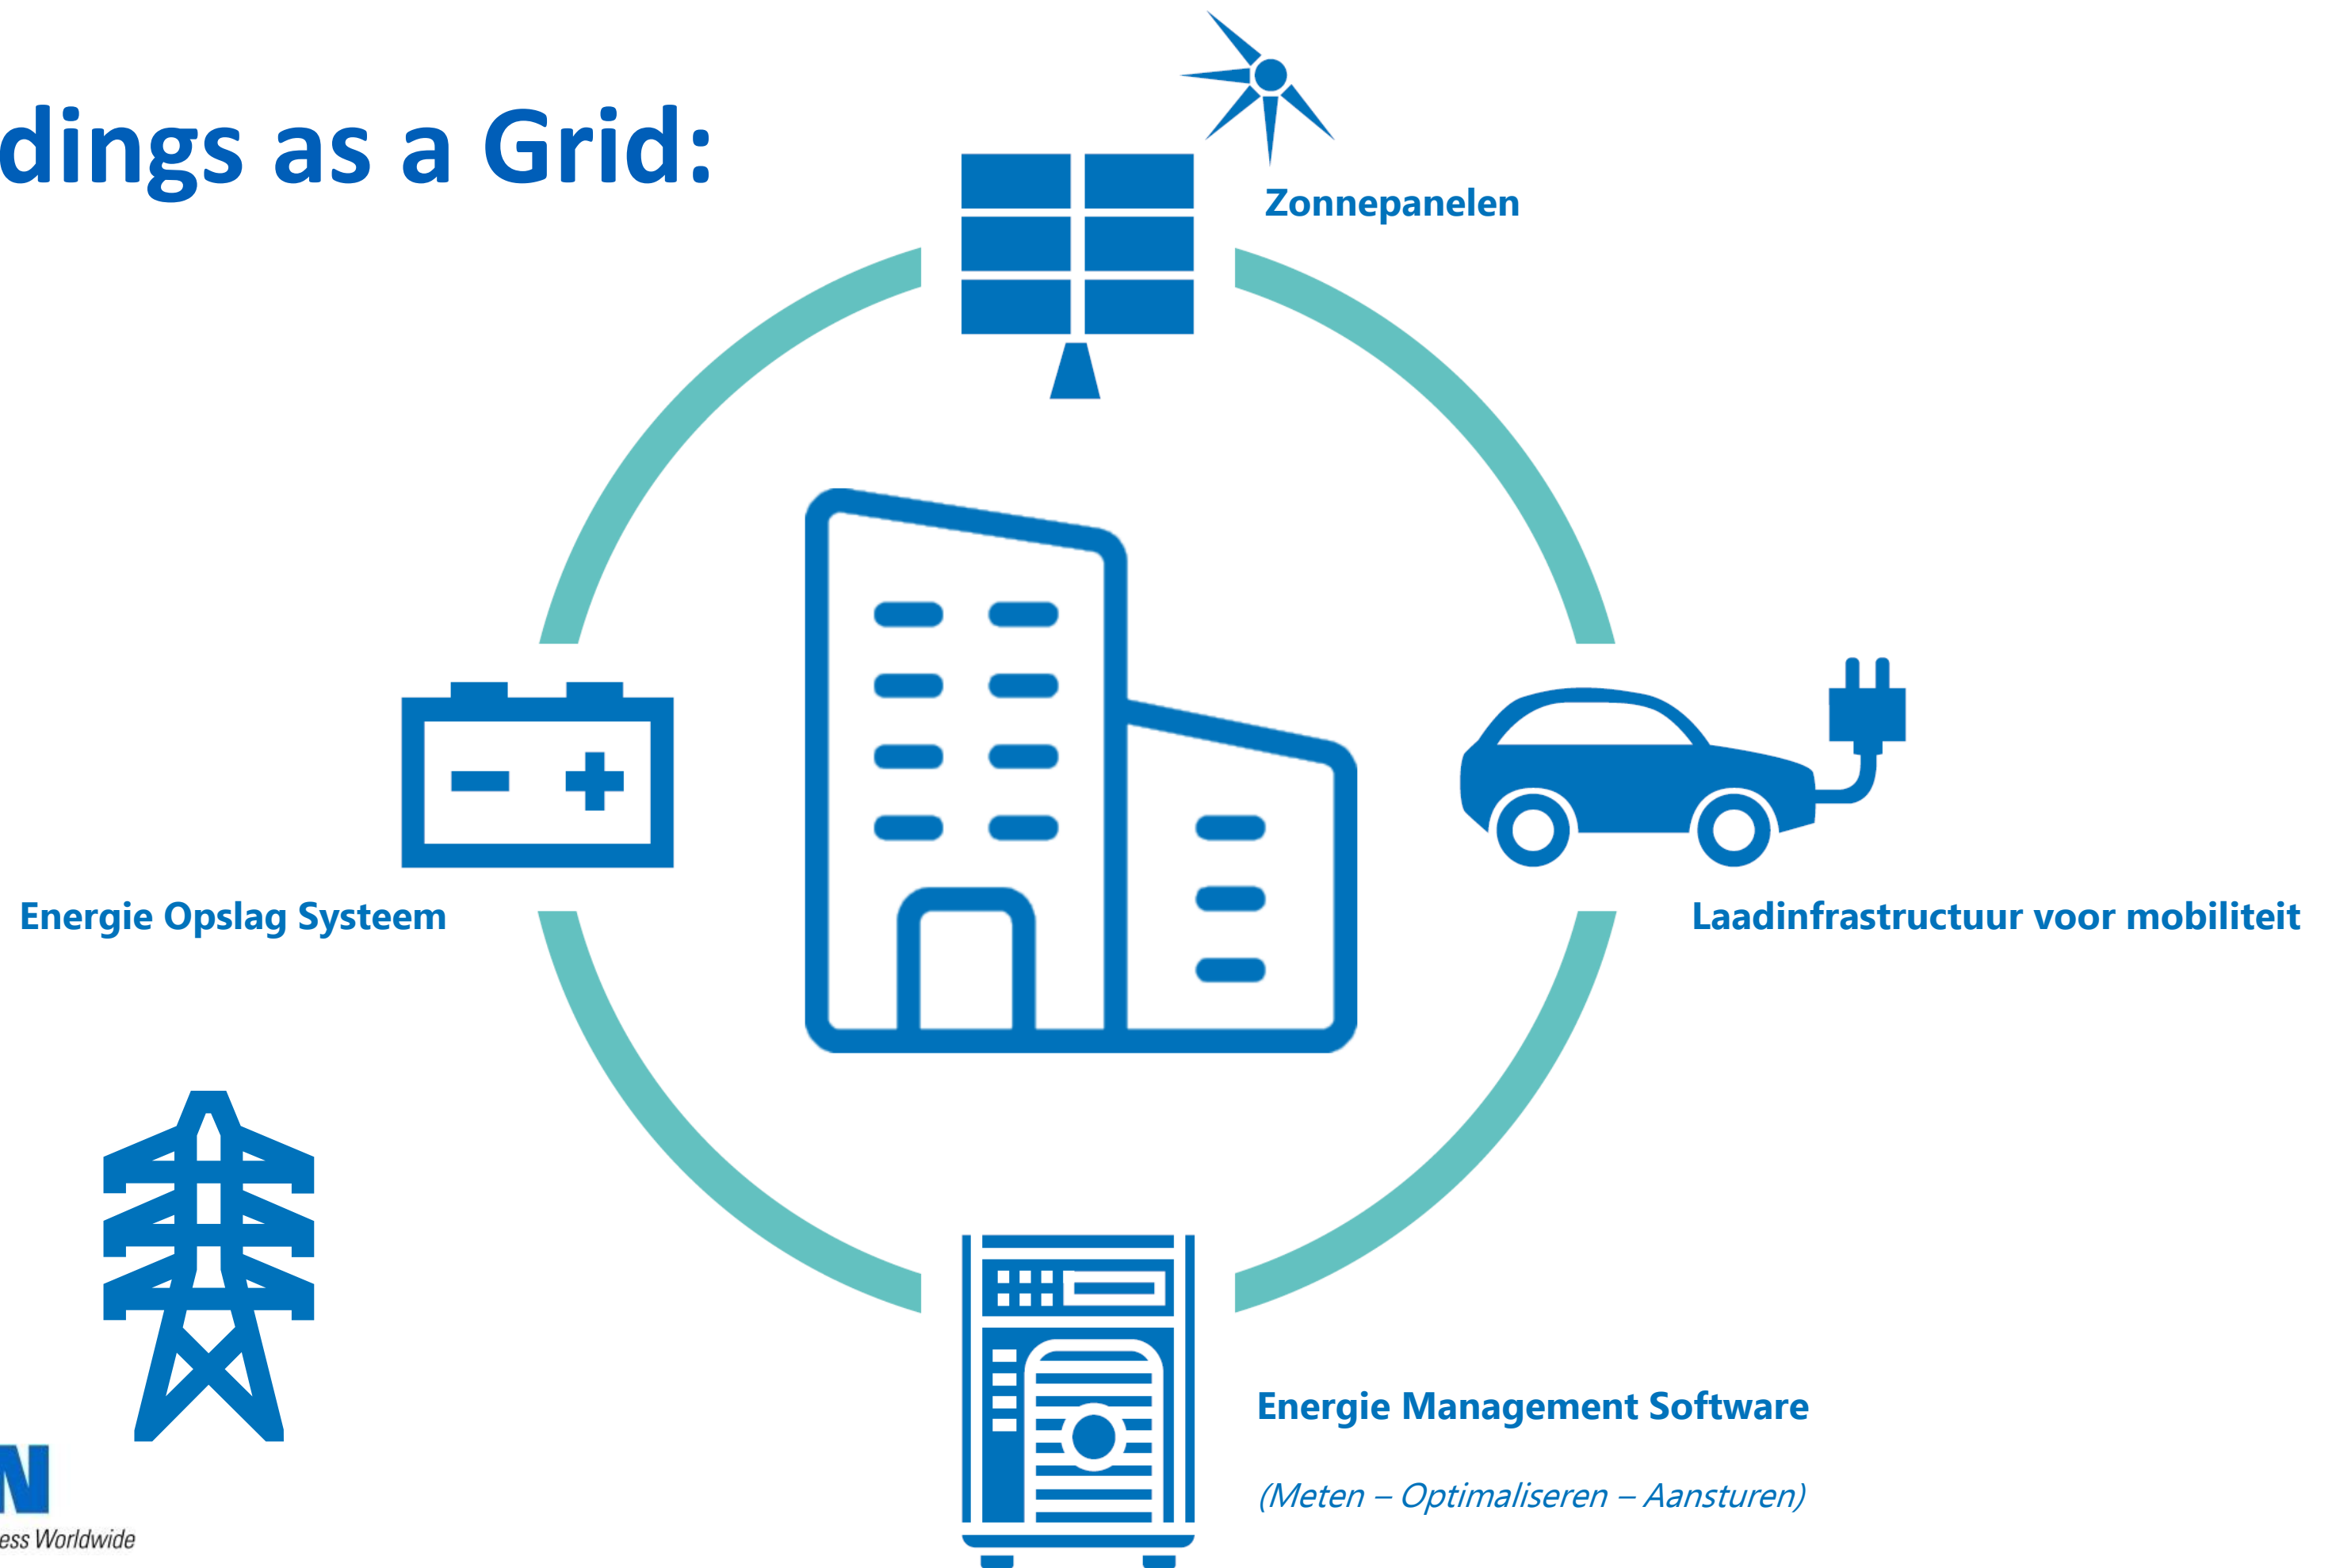 dings as a Grid:
Zonnepanelen
Energie Opslag Systeem
Laadinfrastructuur voor mobiliteit
Energie Management Software
(Meten – Optimaliseren – Aansturen)
N
ess Worldwide